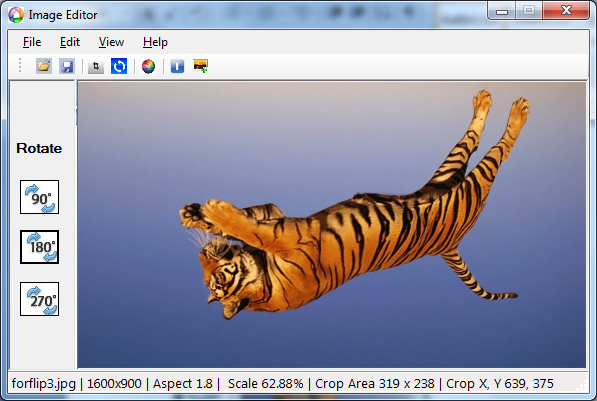 Image Editor
File Edit View Help
Rotate
90°
180°
270°
forflip3.jpg | 1600x900 | Aspect 1.8 | Scale 62.88% | Crop Area 319 x 238 | Crop X, Y 639, 375